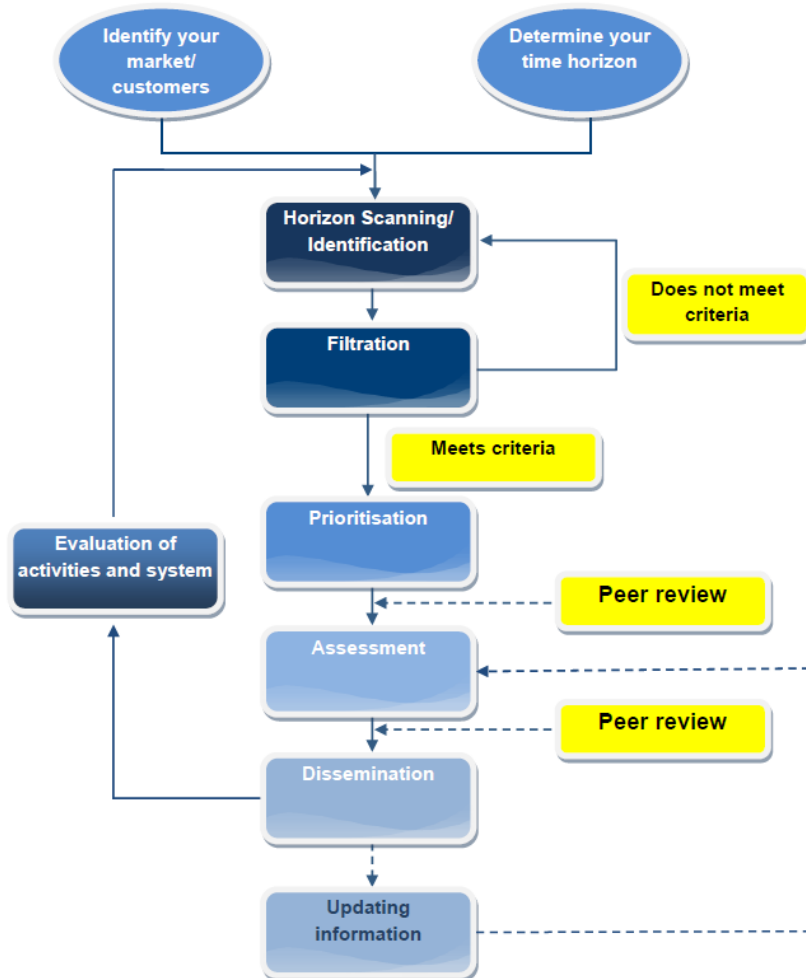 Identify your
market/
customers
Determine your
time horizon
Horizon Scanning/
Identification
Does not meet
criteria
Filtration
Meets criteria
Prioritisation
Evaluation of
activities and system
Peer review
Assessment
Peer review
Dissemination
Updating
information